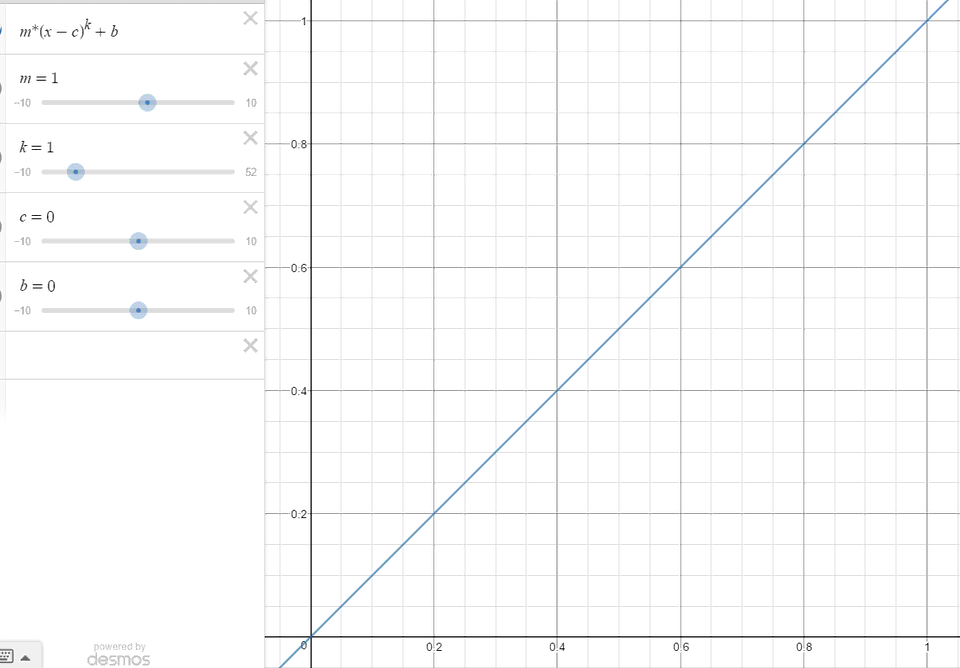 m*(x − c)^k + b
m = 1
−10 10
k = 1
−10 52
c = 0
−10 10
b = 0
−10 10
powered by
desmos
1
0.8
0.6
0.4
0.2
0 0.2 0.4 0.6 0.8 1